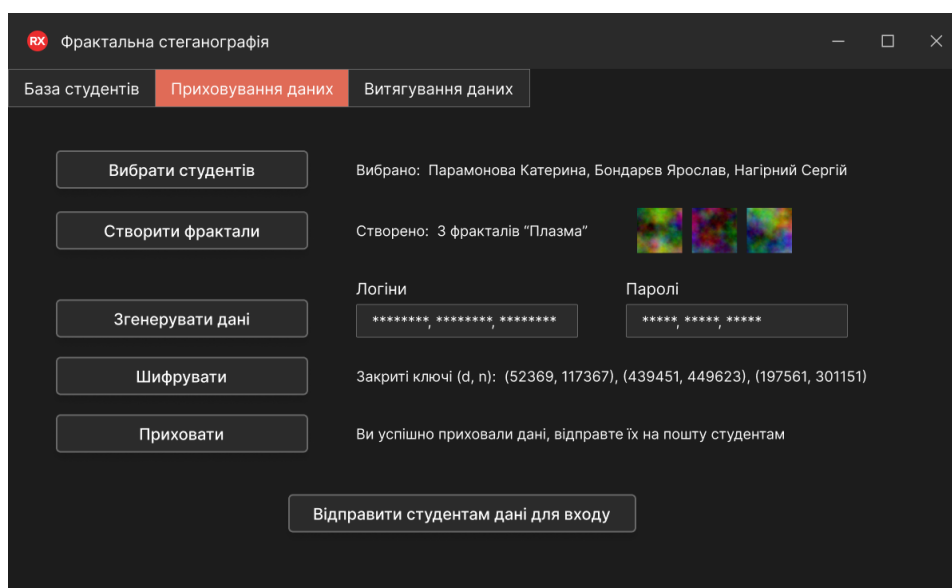 RX Фрактальна стеганографія
База студентів Приховування даних Витягування даних
Вибрати студентів Вибрано: Парамонова Катерина, Бондарєв Ярослав, Нагірний Сергій
Створити фрактали Створено: 3 фракталів “Плазма”
Логіни Паролі
Згенерувати дані ********, ********, ******** *****, *****, *****
Шифрувати Закриті ключі (d, n): (52369, 117367), (439451, 449623), (197561, 301151)
Приховати Ви успішно приховали дані, відправте їх на пошту студентам
Відправити студентам дані для входу